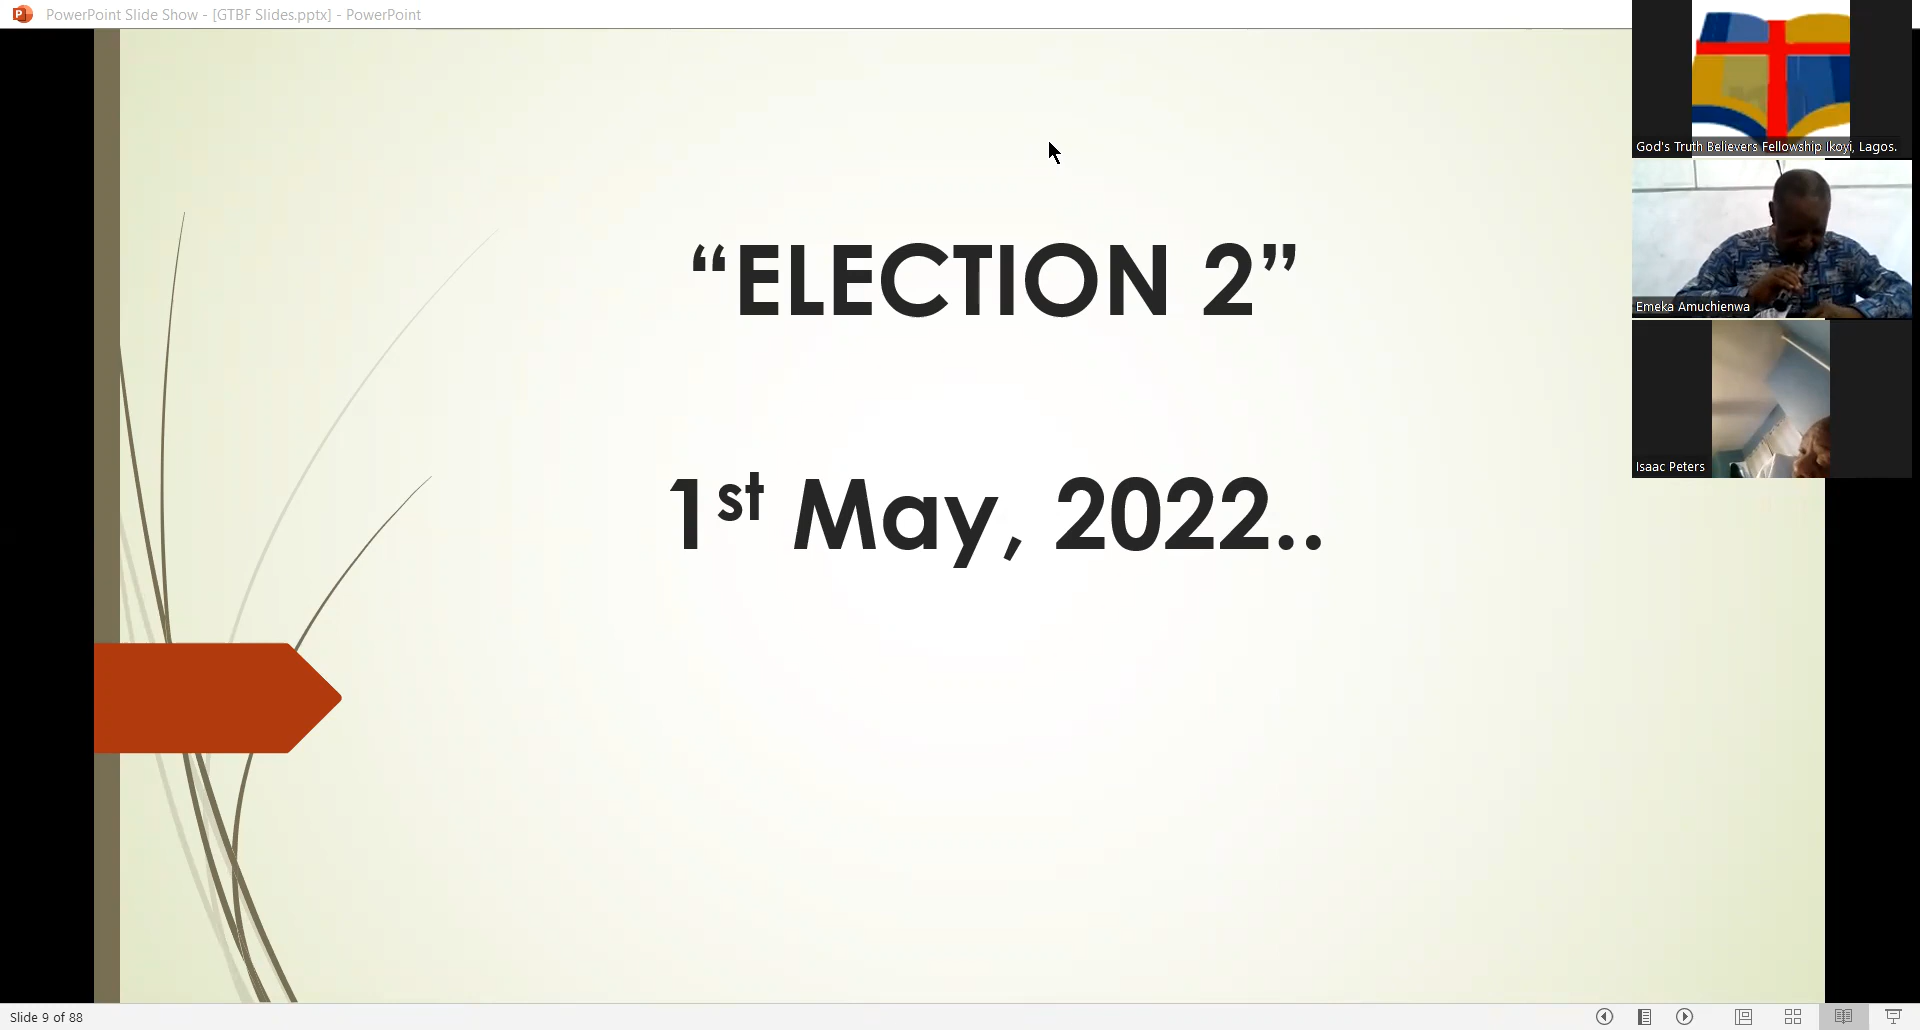 PowerPoint Slide Show - [GTBF Slides.pptx] - PowerPoint
God's Truth Believers Fellowship Ikoyi, Lagos.
“ELECTION 2”
Emeka Amuchienwa
Isaac Peters
1st May, 2022..
Slide 9 of 88